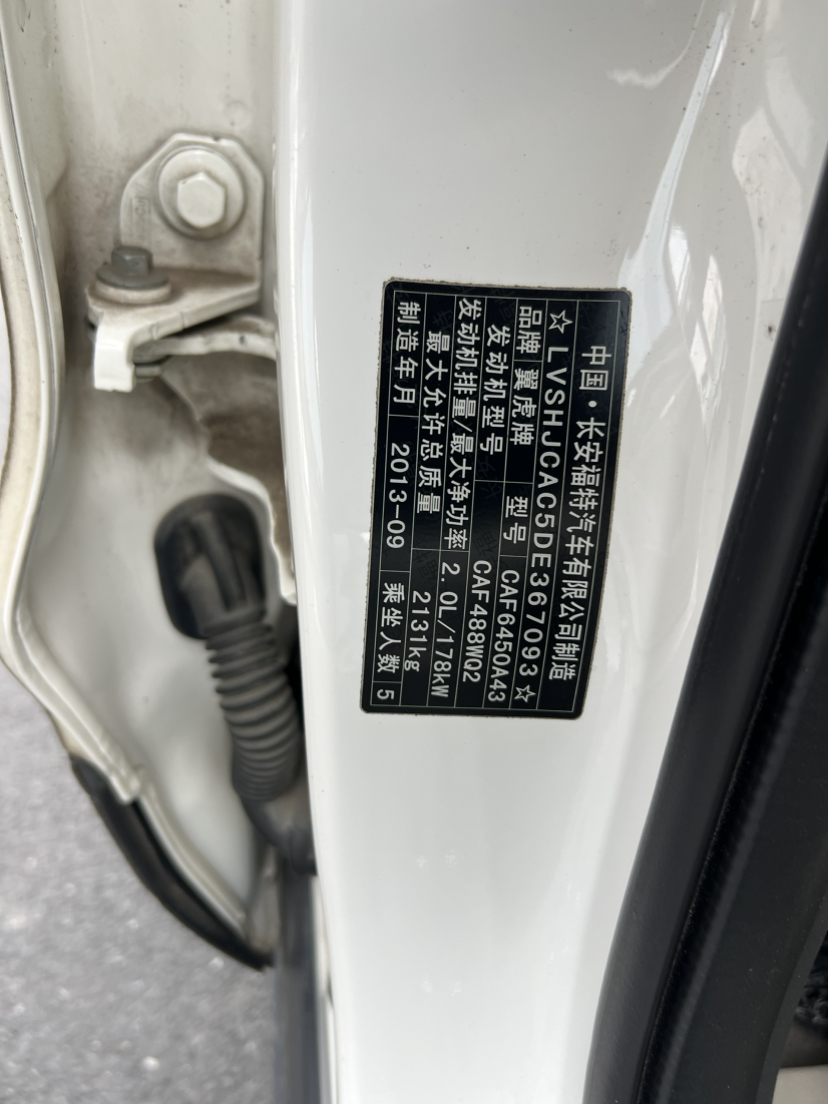 中国·长安福特汽车有限公司制造
☆LVSHJCAC5DE367093☆
品牌 翼虎牌 型号 CAF6450A43
发动机型号 CAF488WQ2
发动机排量/最大净功率 2.0L/178kW
最大允许总质量 2131kg
制造年月 2013-09 乘坐人数 5